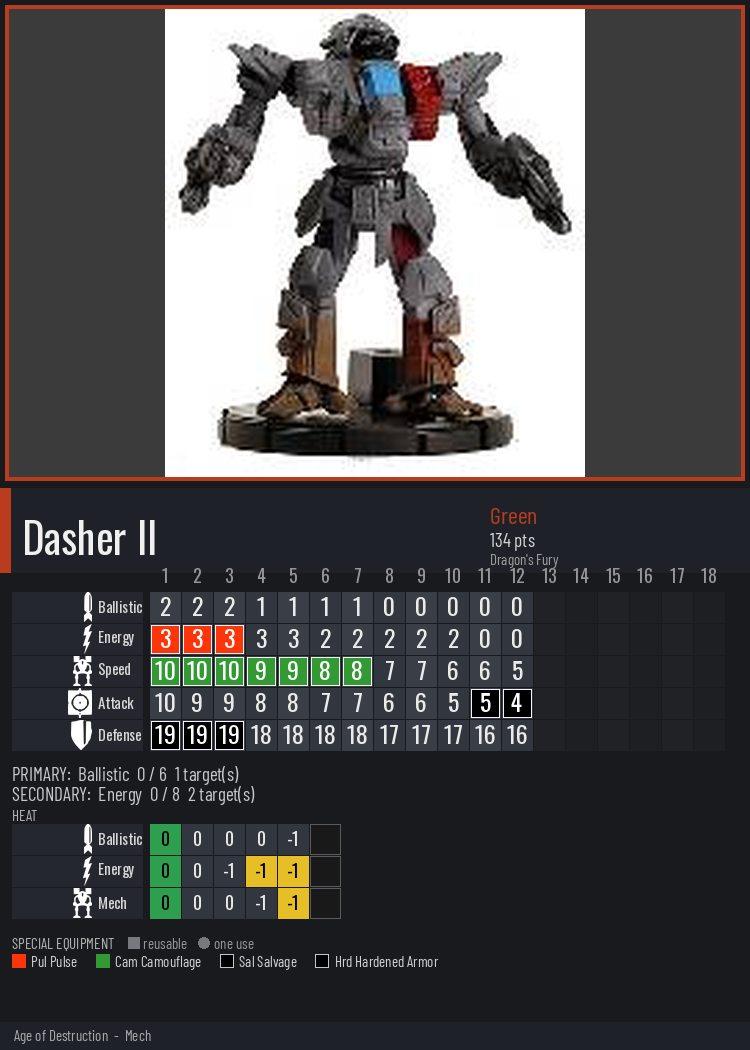 Dasher II
Green
134 pts
Dragon's Fury
1 2 3 4 5 6 7 8 9 10 11 12 13 14 15 16 17 18
Ballistic 2 2 2 1 1 1 1 0 0 0 0 0
Energy 3 3 3 3 3 2 2 2 2 2 0 0
Speed 10 10 10 9 9 8 8 7 7 6 6 5
Attack 10 9 9 8 8 7 7 6 6 5 5 4
Defense 19 19 19 18 18 18 18 17 17 17 16 16
PRIMARY: Ballistic 0 / 6 1 target(s)
SECONDARY: Energy 0 / 8 2 target(s)
HEAT
Ballistic 0 0 0 0 -1
Energy 0 0 -1 -1 -1
Mech 0 0 0 -1 -1
SPECIAL EQUIPMENT reusable one use
Pul Pulse Cam Camouflage Sal Salvage Hrd Hardened Armor
Age of Destruction - Mech